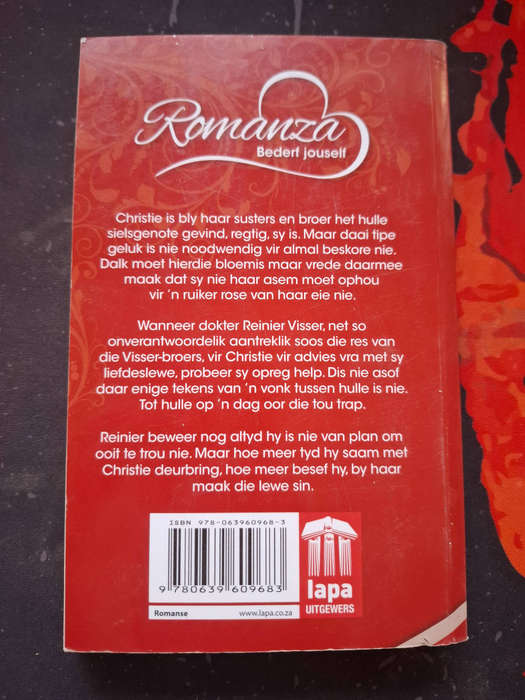 Romanza
Bederf jouself
Christie is bly haar susters en broer het hulle
sielsgenote gevind, regtig, sy is. Maar daai tipe
geluk is nie noodwendig vir almal beskore nie.
Dalk moet hierdie bloemis maar vrede daarmee
maak dat sy nie haar asem moet ophou
vir 'n ruiker rose van haar eie nie.
Wanneer dokter Reinier Visser, net so
onverantwoordelik aantreklik soos die res van
die Visser-broers, vir Christie vir advies vra met sy
liefdeslewe, probeer sy opreg help. Dis nie asof
daar enige tekens van 'n vonk tussen hulle is nie.
Tot hulle op 'n dag oor die tou trap.
Reinier beweer nog altyd hy is nie van plan om
ooit te trou nie. Maar hoe meer tyd hy saam met
Christie deurbring, hoe meer besef hy, by haar
maak die lewe sin.
ISBN 978-063960968-3
9 780639 609683
Romanse www.lapa.co.za
lapa
UITGEWERS